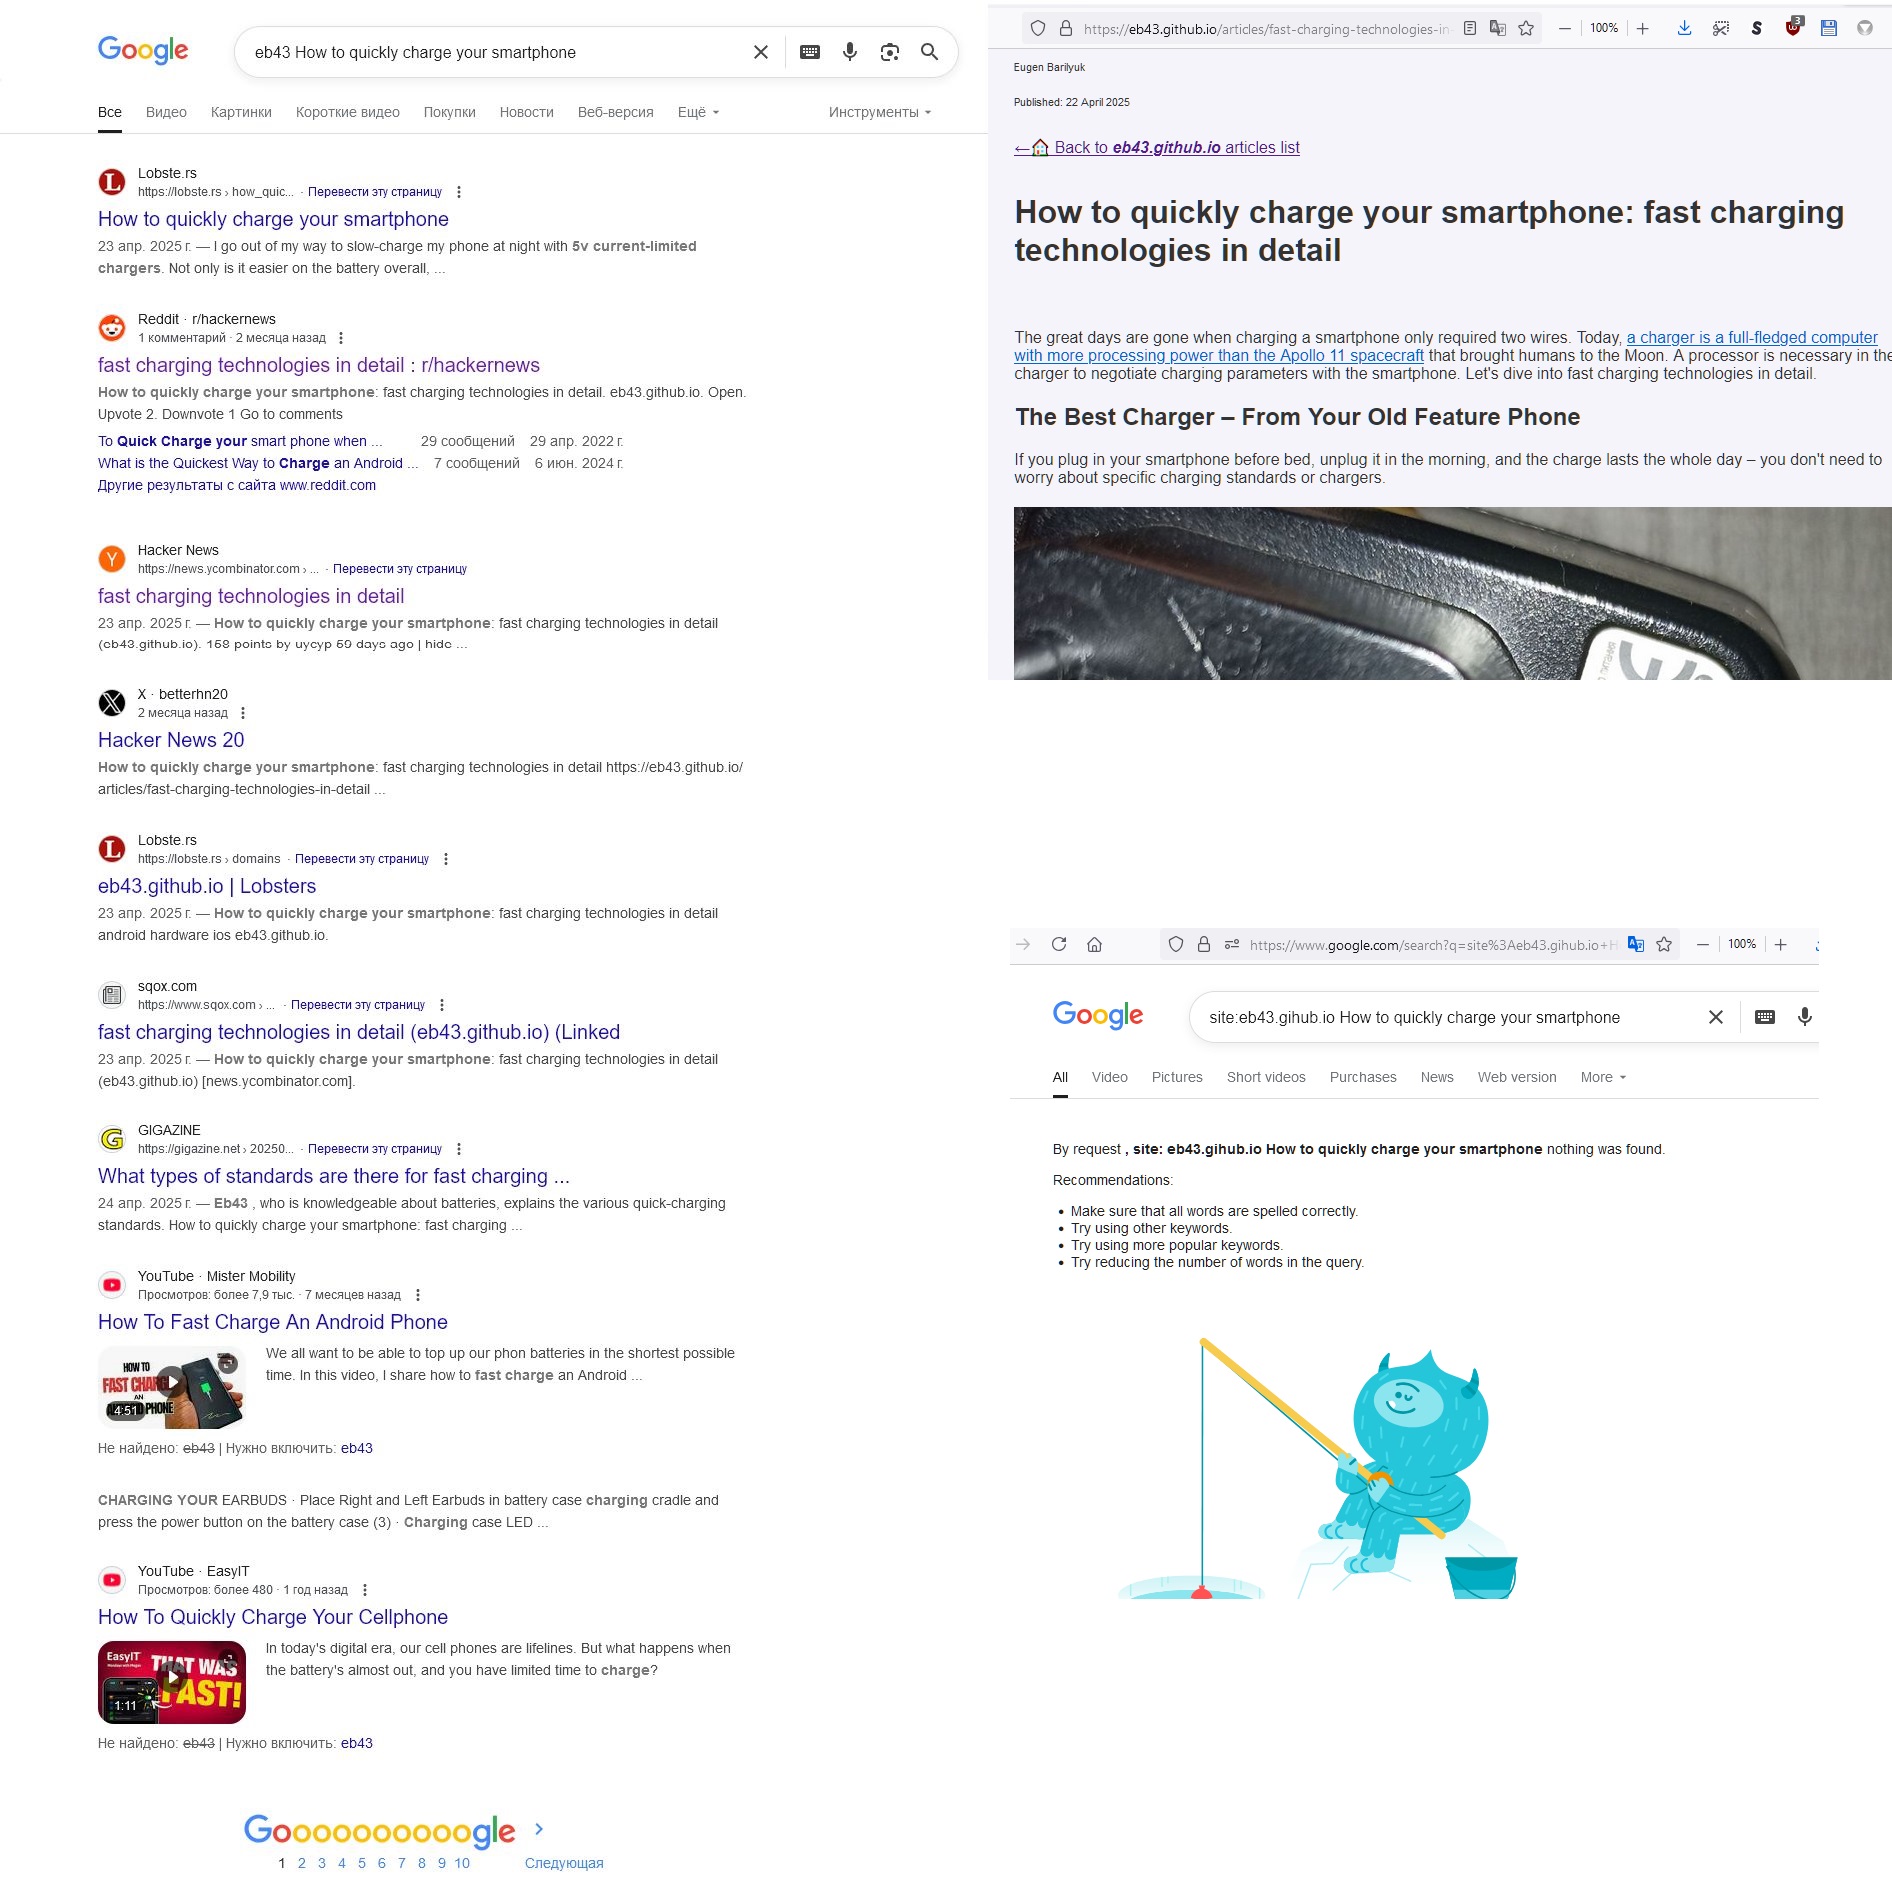 Google
eb43 How to quickly charge your smartphone
Все Видео Картинки Короткие видео Покупки Новости Веб-версия Ещё Инструменты
Lobste.rs
https://lobste.rs › how_quic... · Перевести эту страницу
How to quickly charge your smartphone
23 апр. 2025 г. — I go out of my way to slow-charge my phone at night with 5v current-limited
chargers. Not only is it easier on the battery overall, ...
Reddit · r/hackernews
1 комментарий · 2 месяца назад
fast charging technologies in detail : r/hackernews
How to quickly charge your smartphone: fast charging technologies in detail. eb43.github.io. Open.
Upvote 2. Downvote 1 Go to comments
To Quick Charge your smart phone when ... 29 сообщений 29 апр. 2022 г.
What is the Quickest Way to Charge an Android ... 7 сообщений 6 июн. 2024 г.
Другие результаты с сайта www.reddit.com
Hacker News
https://news.ycombinator.com › ... · Перевести эту страницу
fast charging technologies in detail
23 апр. 2025 г. — How to quickly charge your smartphone: fast charging technologies in detail
(eb43.github.io). 158 points by uycyp 59 days ago | hide ...
X · betterhn20
2 месяца назад
Hacker News 20
How to quickly charge your smartphone: fast charging technologies in detail https://eb43.github.io/
articles/fast-charging-technologies-in-detail ...
Lobste.rs
https://lobste.rs › domains · Перевести эту страницу
eb43.github.io | Lobsters
23 апр. 2025 г. — How to quickly charge your smartphone: fast charging technologies in detail
android hardware ios eb43.github.io.
sqox.com
https://www.sqox.com › ... · Перевести эту страницу
fast charging technologies in detail (eb43.github.io) (Linked
23 апр. 2025 г. — How to quickly charge your smartphone: fast charging technologies in detail
(eb43.github.io) [news.ycombinator.com].
GIGAZINE
https://gigazine.net › 20250... · Перевести эту страницу
What types of standards are there for fast charging ...
24 апр. 2025 г. — Eb43 , who is knowledgeable about batteries, explains the various quick-charging
standards. How to quickly charge your smartphone: fast charging ...
YouTube · Mister Mobility
Просмотров: более 7,9 тыс. · 7 месяцев назад
How To Fast Charge An Android Phone
HOW TO
FAST CHARGE
AN
ANDROID PHONE
4:51
We all want to be able to top up our phon batteries in the shortest possible
time. In this video, I share how to fast charge an Android ...
Не найдено: eb43 | Нужно включить: eb43
CHARGING YOUR EARBUDS · Place Right and Left Earbuds in battery case charging cradle and
press the power button on the battery case (3) · Charging case LED ...
YouTube · EasyIT
Просмотров: более 480 · 1 год назад
How To Quickly Charge Your Cellphone
EasyIT
THAT WAS
FAST!
1:11
In today's digital era, our cell phones are lifelines. But what happens when
the battery's almost out, and you have limited time to charge?
Не найдено: eb43 | Нужно включить: eb43
Goooooooooogle
1 2 3 4 5 6 7 8 9 10 Следующая
https://eb43.github.io/articles/fast-charging-technologies-in- 100% 3
Eugen Barilyuk
Published: 22 April 2025
←🏠 Back to eb43.github.io articles list
How to quickly charge your smartphone: fast charging
technologies in detail
The great days are gone when charging a smartphone only required two wires. Today, a charger is a full-fledged computer
with more processing power than the Apollo 11 spacecraft that brought humans to the Moon. A processor is necessary in the
charger to negotiate charging parameters with the smartphone. Let's dive into fast charging technologies in detail.
The Best Charger – From Your Old Feature Phone
If you plug in your smartphone before bed, unplug it in the morning, and the charge lasts the whole day – you don't need to
worry about specific charging standards or chargers.
https://www.google.com/search?q=site%3Aeb43.gihub.io+H 100%
Google
site:eb43.gihub.io How to quickly charge your smartphone
All Video Pictures Short videos Purchases News Web version More
By request , site: eb43.gihub.io How to quickly charge your smartphone nothing was found.
Recommendations:
• Make sure that all words are spelled correctly.
• Try using other keywords.
• Try using more popular keywords.
• Try reducing the number of words in the query.